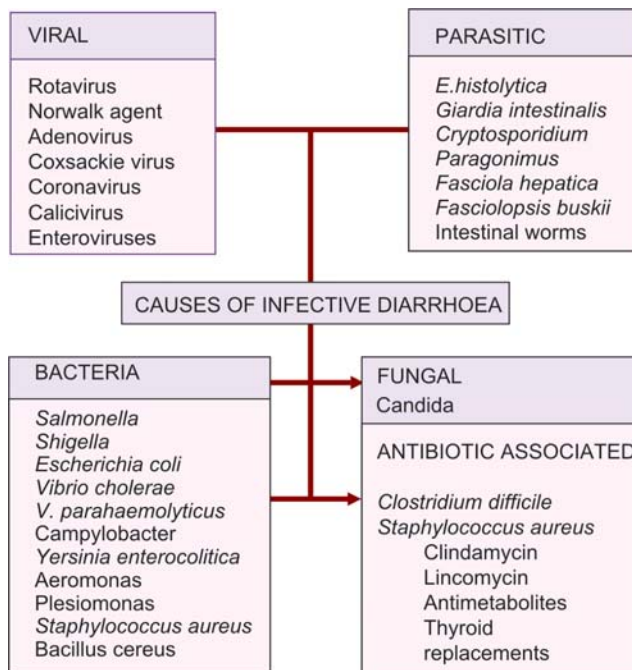 VIRAL
Rotavirus
Norwalk agent
Adenovirus
Coxsackie virus
Coronavirus
Calicivirus
Enteroviruses
PARASITIC
E.histolytica
Giardia intestinalis
Cryptosporidium
Paragonimus
Fasciola hepatica
Fasciolopsis buskii
Intestinal worms
CAUSES OF INFECTIVE DIARRHOEA
BACTERIA
Salmonella
Shigella
Escherichia coli
Vibrio cholerae
V. parahaemolyticus
Campylobacter
Yersinia enterocolitica
Aeromonas
Plesiomonas
Staphylococcus aureus
Bacillus cereus
FUNGAL
Candida
ANTIBIOTIC ASSOCIATED
Clostridium difficile
Staphylococcus aureus
Clindamycin
Lincomycin
Antimetabolites
Thyroid
replacements